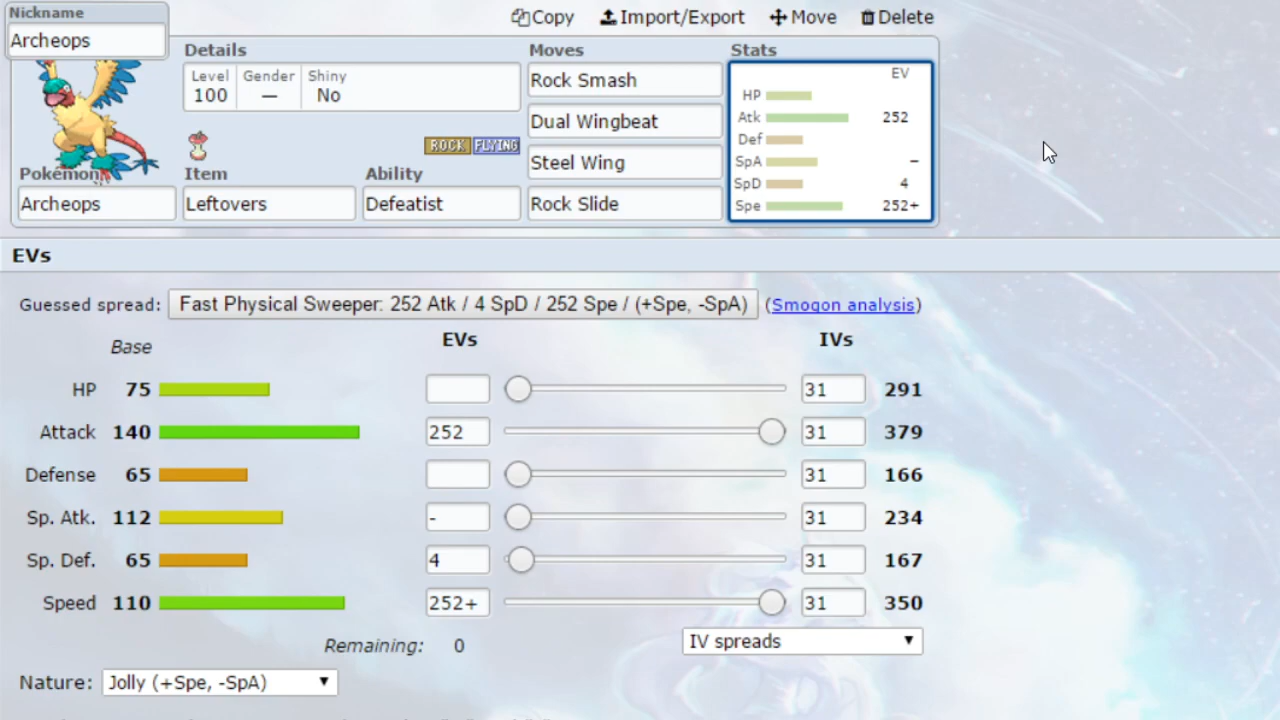 Nickname
Archeops
Copy Import/Export Move Delete
Details
Level Gender Shiny
100 — No
ROCK FLYING
Pokémon Item Ability
Archeops Leftovers Defeatist
Moves
Rock Smash
Dual Wingbeat
Steel Wing
Rock Slide
Stats
EV
HP
Atk 252
Def
SpA –
SpD 4
Spe 252+
EVs
Guessed spread: Fast Physical Sweeper: 252 Atk / 4 SpD / 252 Spe / (+Spe, -SpA) (Smogon analysis)
Base EVs IVs
HP 75 31 291
Attack 140 252 31 379
Defense 65 31 166
Sp. Atk. 112 - 31 234
Sp. Def. 65 4 31 167
Speed 110 252+ 31 350
Remaining: 0 IV spreads
Nature: Jolly (+Spe, -SpA)